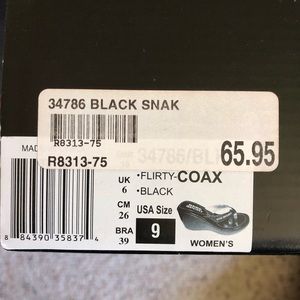 34786 BLACK SNAK
R8313-75
65.95
MAD
34786/BL
R8313-75
UK
6
•FLIRTY-COAX
•BLACK
CM
26
USA Size
9
BRA
39
WOMEN'S
8 84390 35837 4